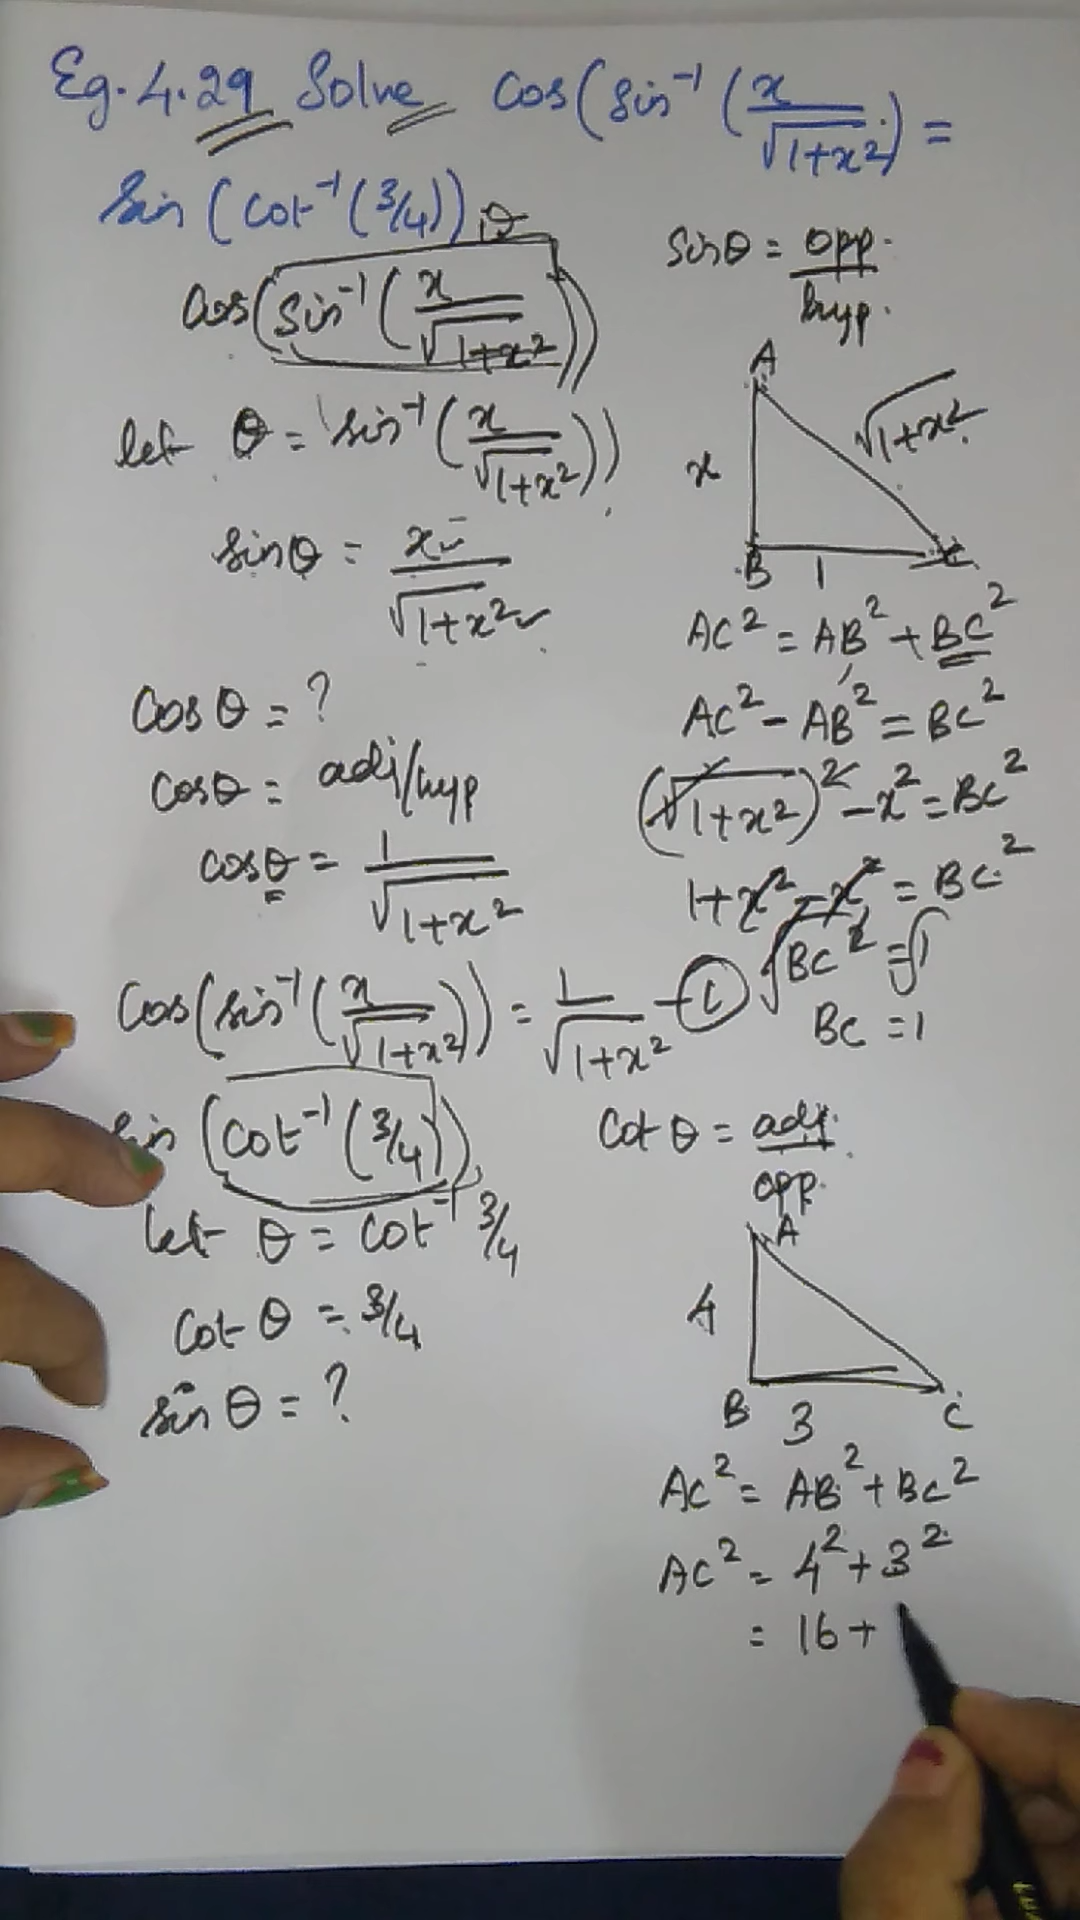 Eg. 4.29 Solve cos(sin⁻¹(x/√1+x²)) =
sin(cot⁻¹(3/4))
θ
cos(sin⁻¹(x/√1+x²))
let θ = sin⁻¹(x/√1+x²))
sinθ = x/√1+x²
cosθ = ?
cosθ = adj/hyp
cosθ = 1/√1+x²
cos(sin⁻¹(x/√1+x²)) = 1/√1+x² – ①
sin(cot⁻¹(3/4))
let θ = cot⁻¹ 3/4
cot θ = 3/4
sin θ = ?
sinθ = opp./hyp.
A
√1+x²
x
B 1 C
AC² = AB² + BC²
AC² – AB² = BC²
(√1+x²)² – x² = BC²
1+x² – x² = BC²
√BC² = √1
BC = 1
cot θ = adj./opp.
A
4
B 3 C
AC² = AB² + BC²
AC² = 4² + 3²
= 16 +